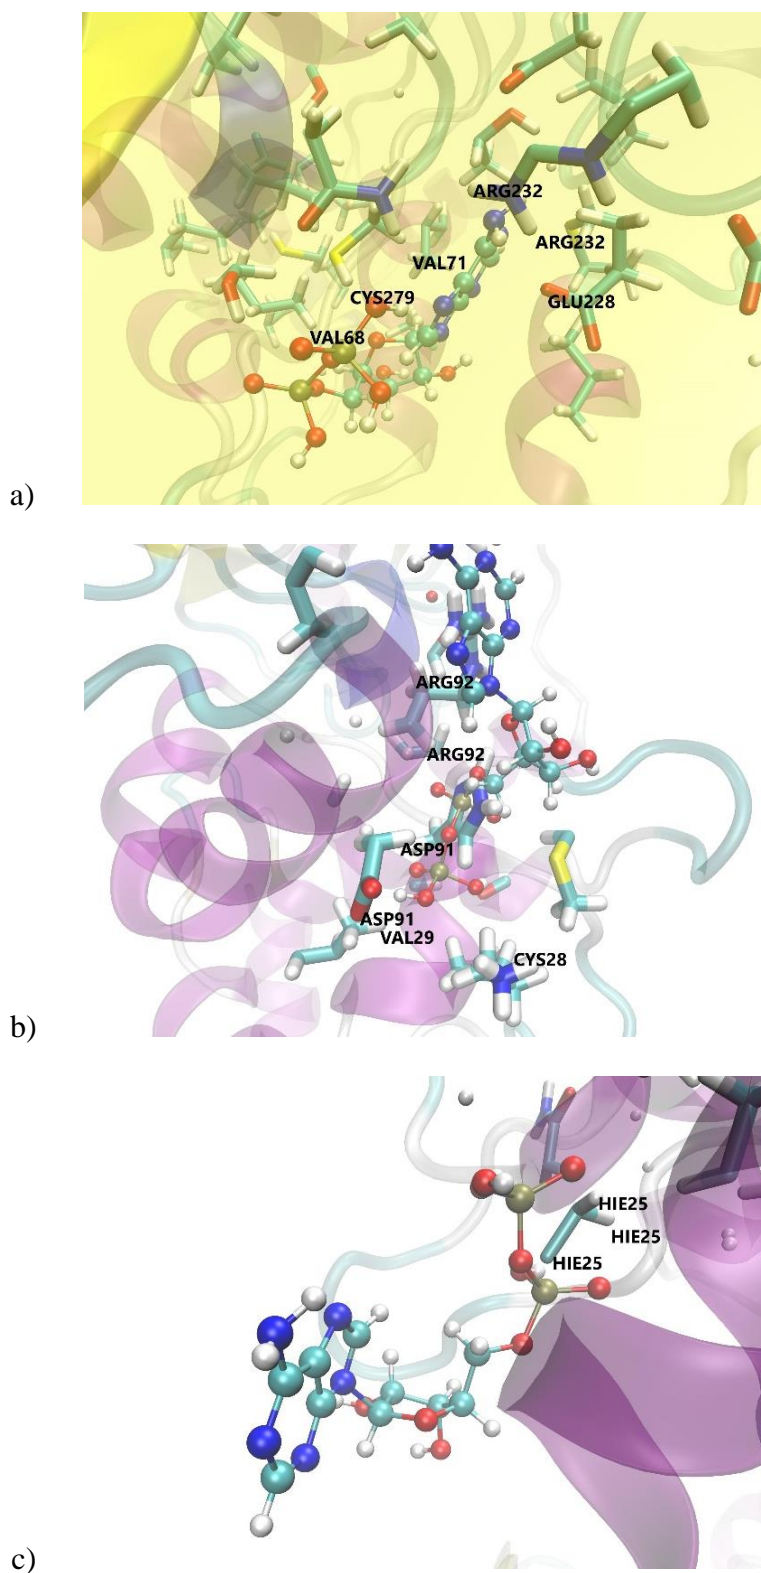 ARG232
ARG232
VAL71
CYS279
GLU228
VAL68
a)
ARG92
ARG92
ASP91
ASP91
VAL29
CYS28
b)
HIE25
HIE25
HIE25
c)